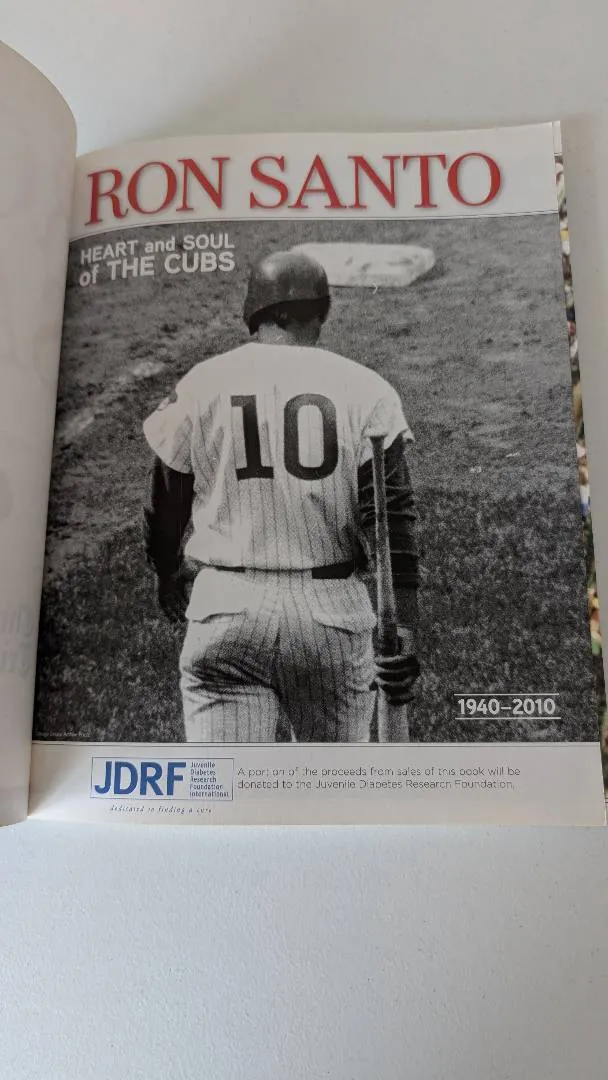 RON SANTO
HEART and SOUL
of THE CUBS
10
1940–2010
JDRF
Juvenile
Diabetes
Research
Foundation
International
dedicated to finding a cure
A portion of the proceeds from sales of this book will be
donated to the Juvenile Diabetes Research Foundation.